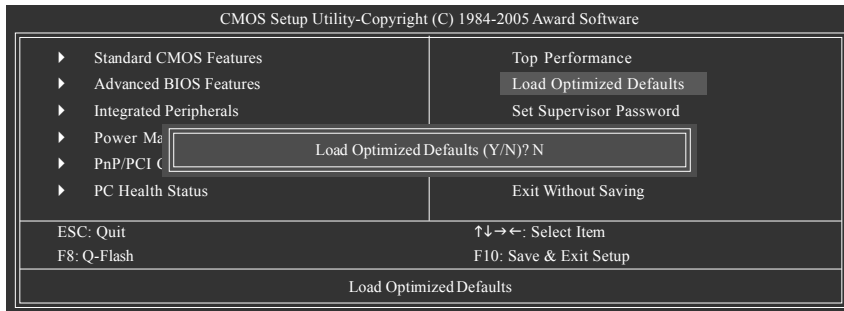 CMOS Setup Utility-Copyright (C) 1984-2005 Award Software
Standard CMOS Features
Top Performance
Advanced BIOS Features
Load Optimized Defaults
Integrated Peripherals
Set Supervisor Password
Power Ma
Load Optimized Defaults (Y/N)? N
PnP/PCI
PC Health Status
Exit Without Saving
ESC: Quit
↑↓→←: Select Item
F8: Q-Flash
F10: Save & Exit Setup
Load Optimized Defaults